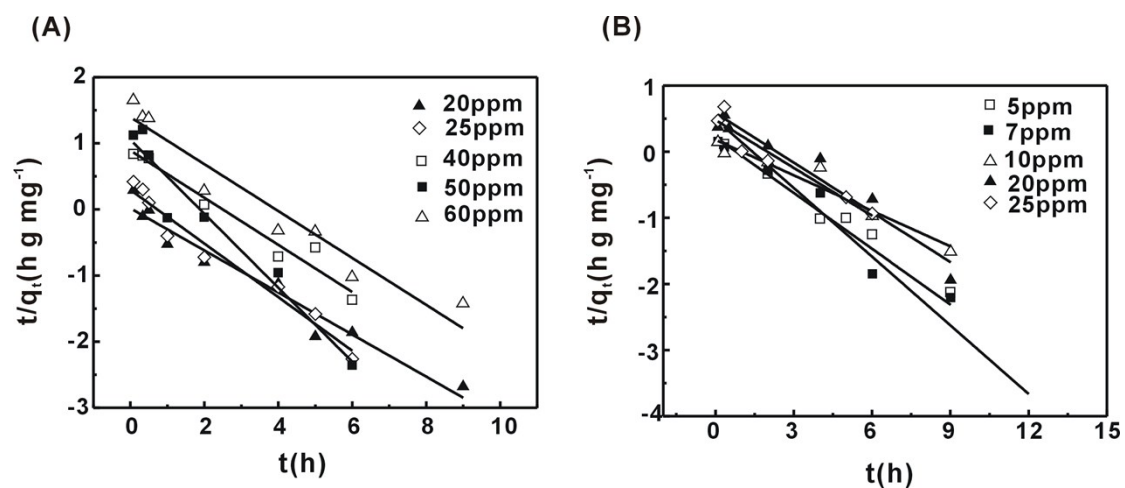 (A)
(B)
2
1
0
-1
-2
-3
t/qt(h g mg-1)
20ppm
25ppm
40ppm
50ppm
60ppm
0 2 4 6 8 10
t(h)
1
0
-1
-2
-3
-4
t/qt(h g mg-1)
5ppm
7ppm
10ppm
20ppm
25ppm
0 3 6 9 12 15
t(h)